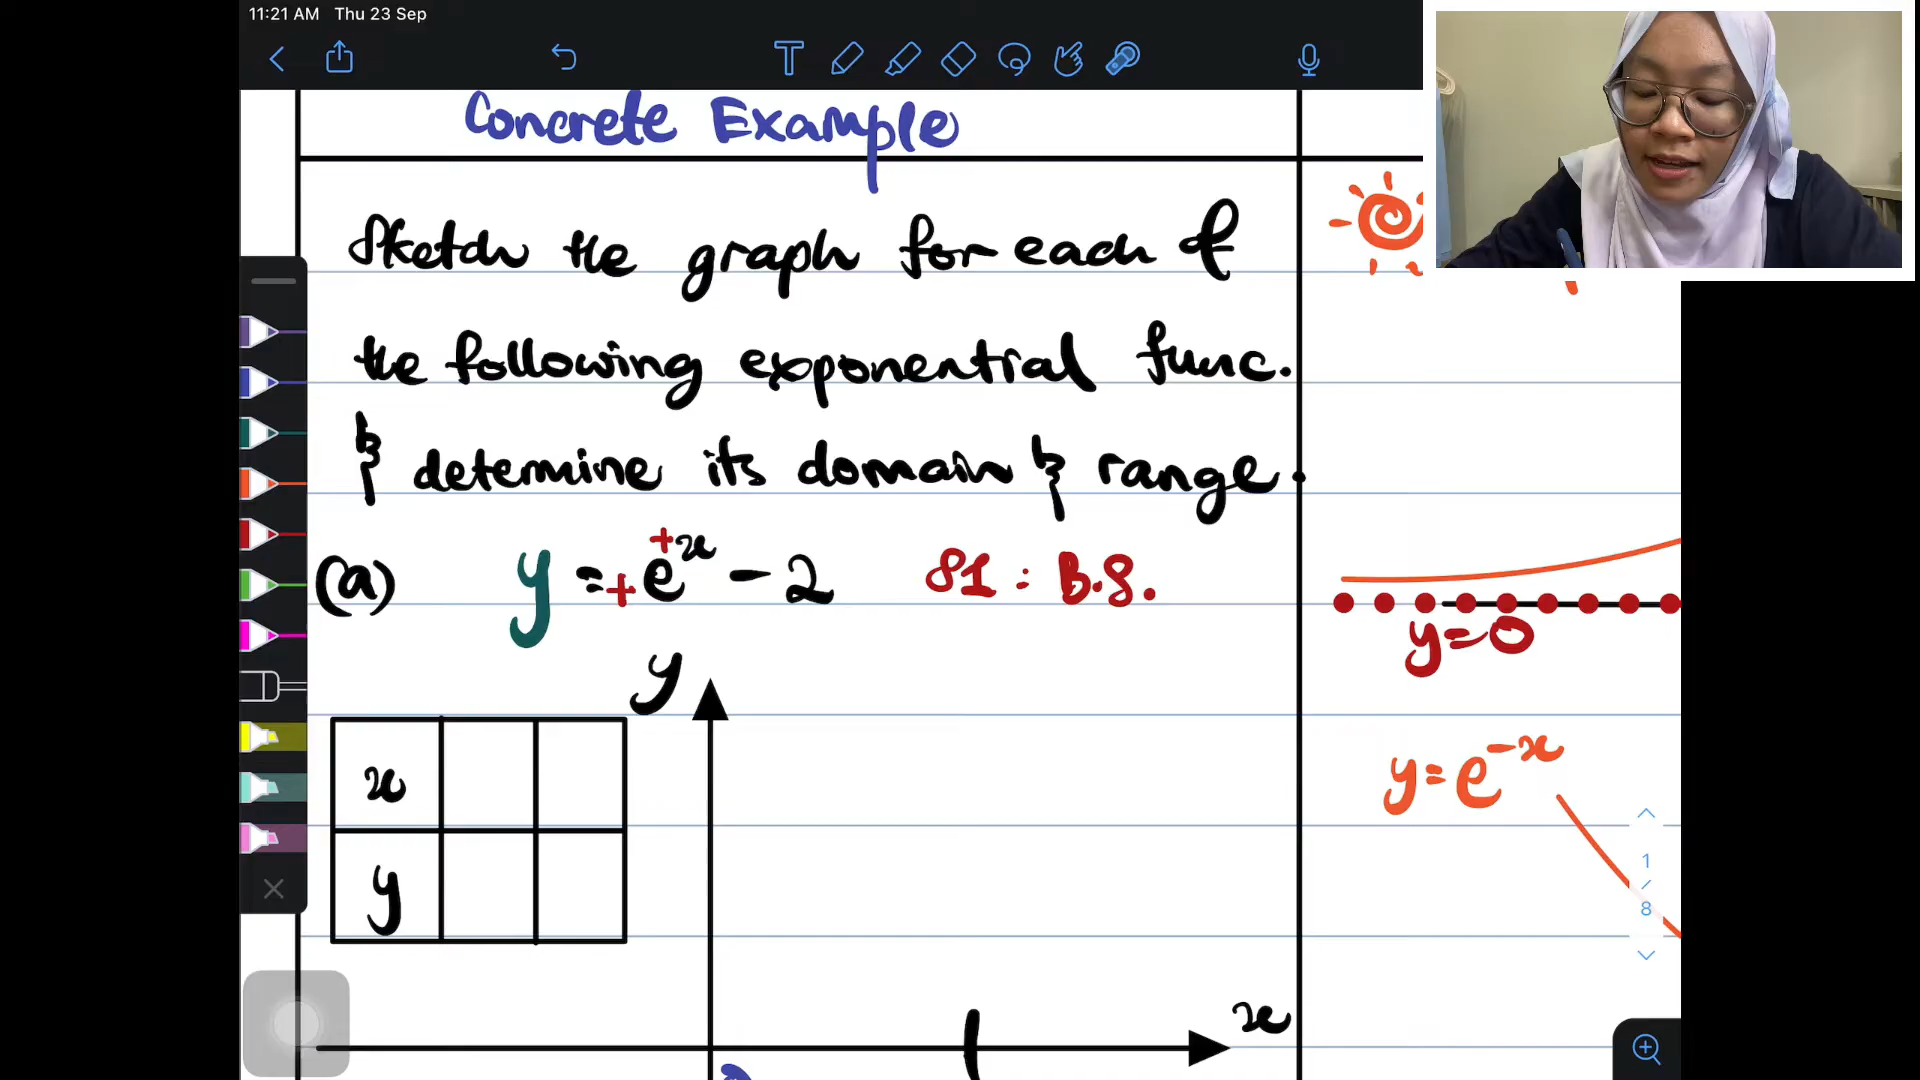 11:21 AM Thu 23 Sep
Concrete Example
Sketch the graph for each of
the following exponential func.
& determine its domain & range.
(a) y = + e^{+x} - 2 S1 : B.S.
y
x
y
x
y=0
y=e^{-x}
1
/
8